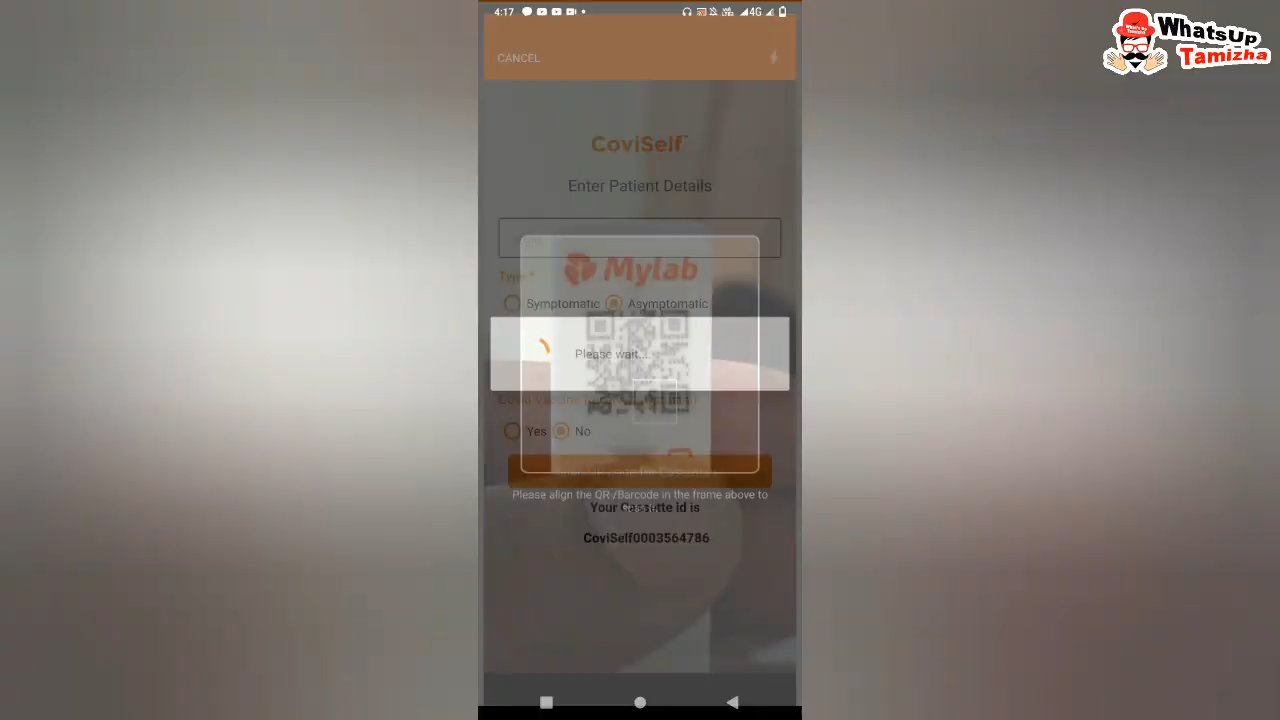 4:17
4G
WhatsUp
Tamizha
CANCEL
CoviSelf
Enter Patient Details
Mylab
Type *
Symptomatic Asymptomatic
Please wait...
Yes No
Please align the QR /Barcode in the frame above to
Your Cassette id is
CoviSelf0003564786